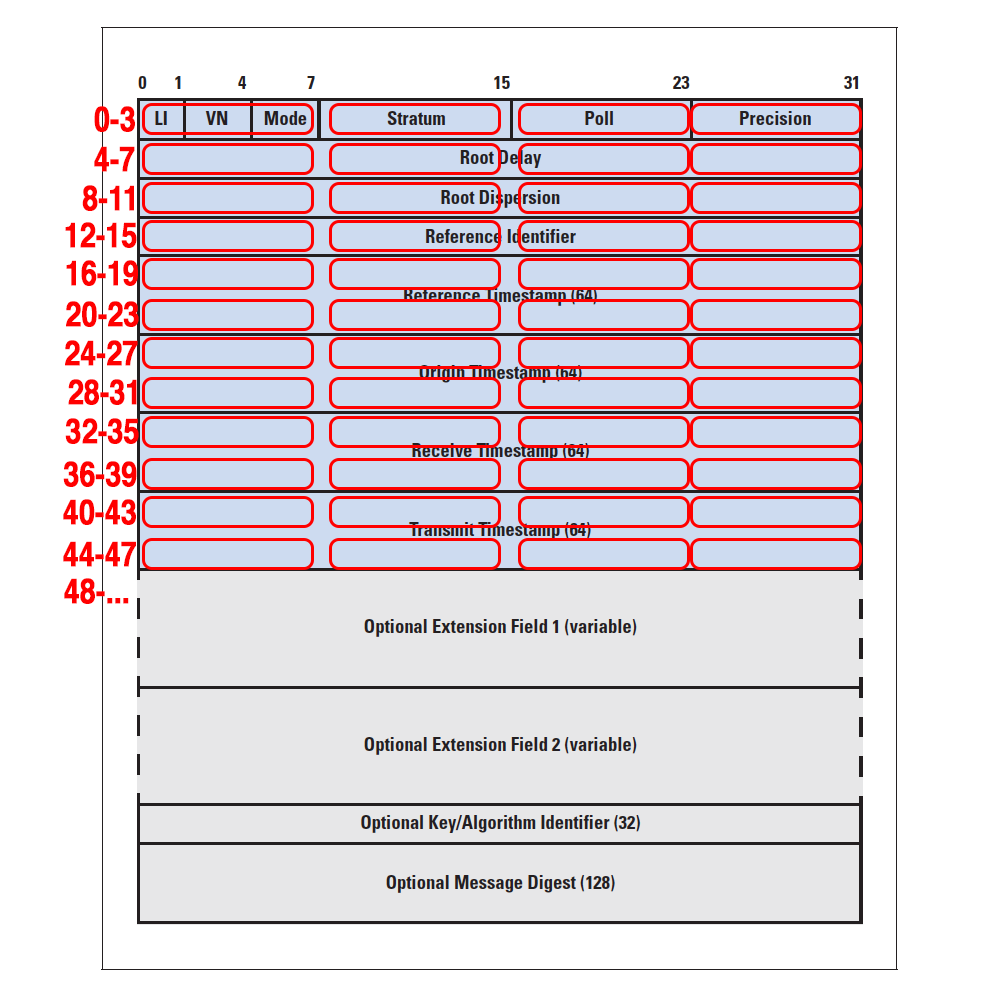 0 1 4 7 15 23 31
0-3 LI VN Mode Stratum Poll Precision
4-7 Root Delay
8-11 Root Dispersion
12-15 Reference Identifier
16-19
Reference Timestamp (64)
20-23
24-27
Origin Timestamp (64)
28-31
32-35
Receive Timestamp (64)
36-39
40-43
Transmit Timestamp (64)
44-47
48-...
Optional Extension Field 1 (variable)
Optional Extension Field 2 (variable)
Optional Key/Algorithm Identifier (32)
Optional Message Digest (128)